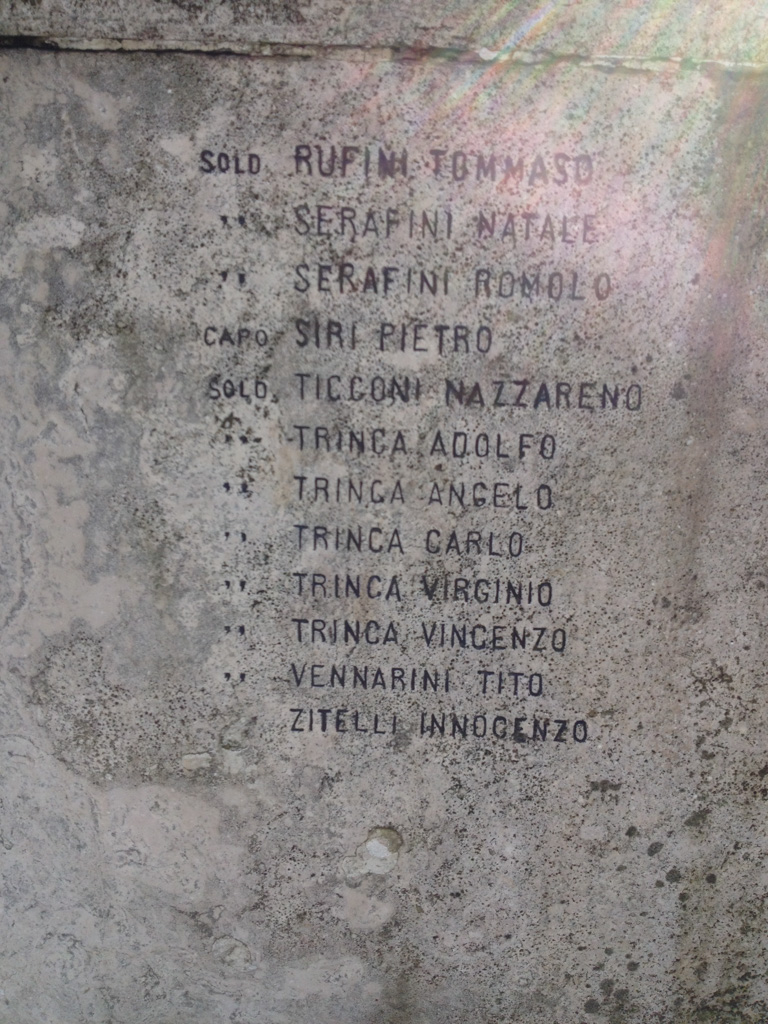 SOLD. RUFINI TOMMASO
" SERAFINI NATALE
" SERAFINI ROMOLO
CAPO SIRI PIETRO
SOLD. TICCONI NAZZARENO
" TRINCA ADOLFO
" TRINCA ANGELO
" TRINCA CARLO
" TRINCA VIRGINIO
" TRINCA VINCENZO
" VENNARINI TITO
ZITELLI INNOCENZO